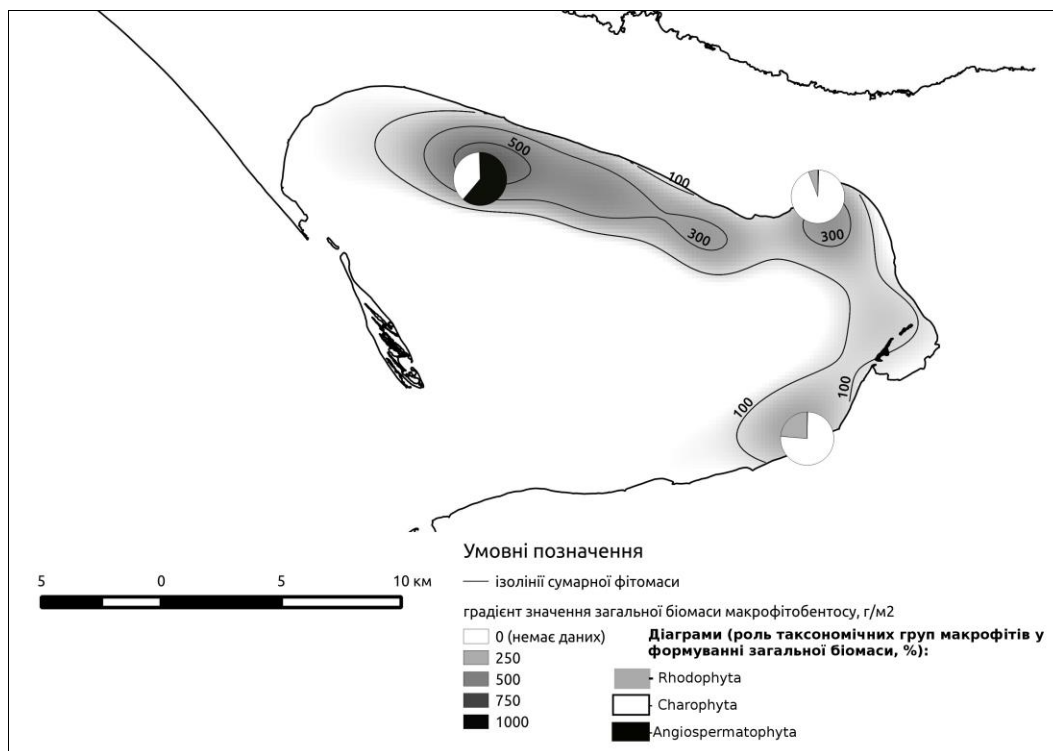 500
100
300
300
100
100
5 0 5 10 км
Умовні позначення
ізолінії сумарної фітомаси
градієнт значення загальної біомаси макрофітобентосу, г/м2
0 (немає даних)
250
500
750
1000
Діаграми (роль таксономічних груп макрофітів у
формуванні загальної біомаси, %):
Rhodophyta
Charophyta
Angiospermatophyta